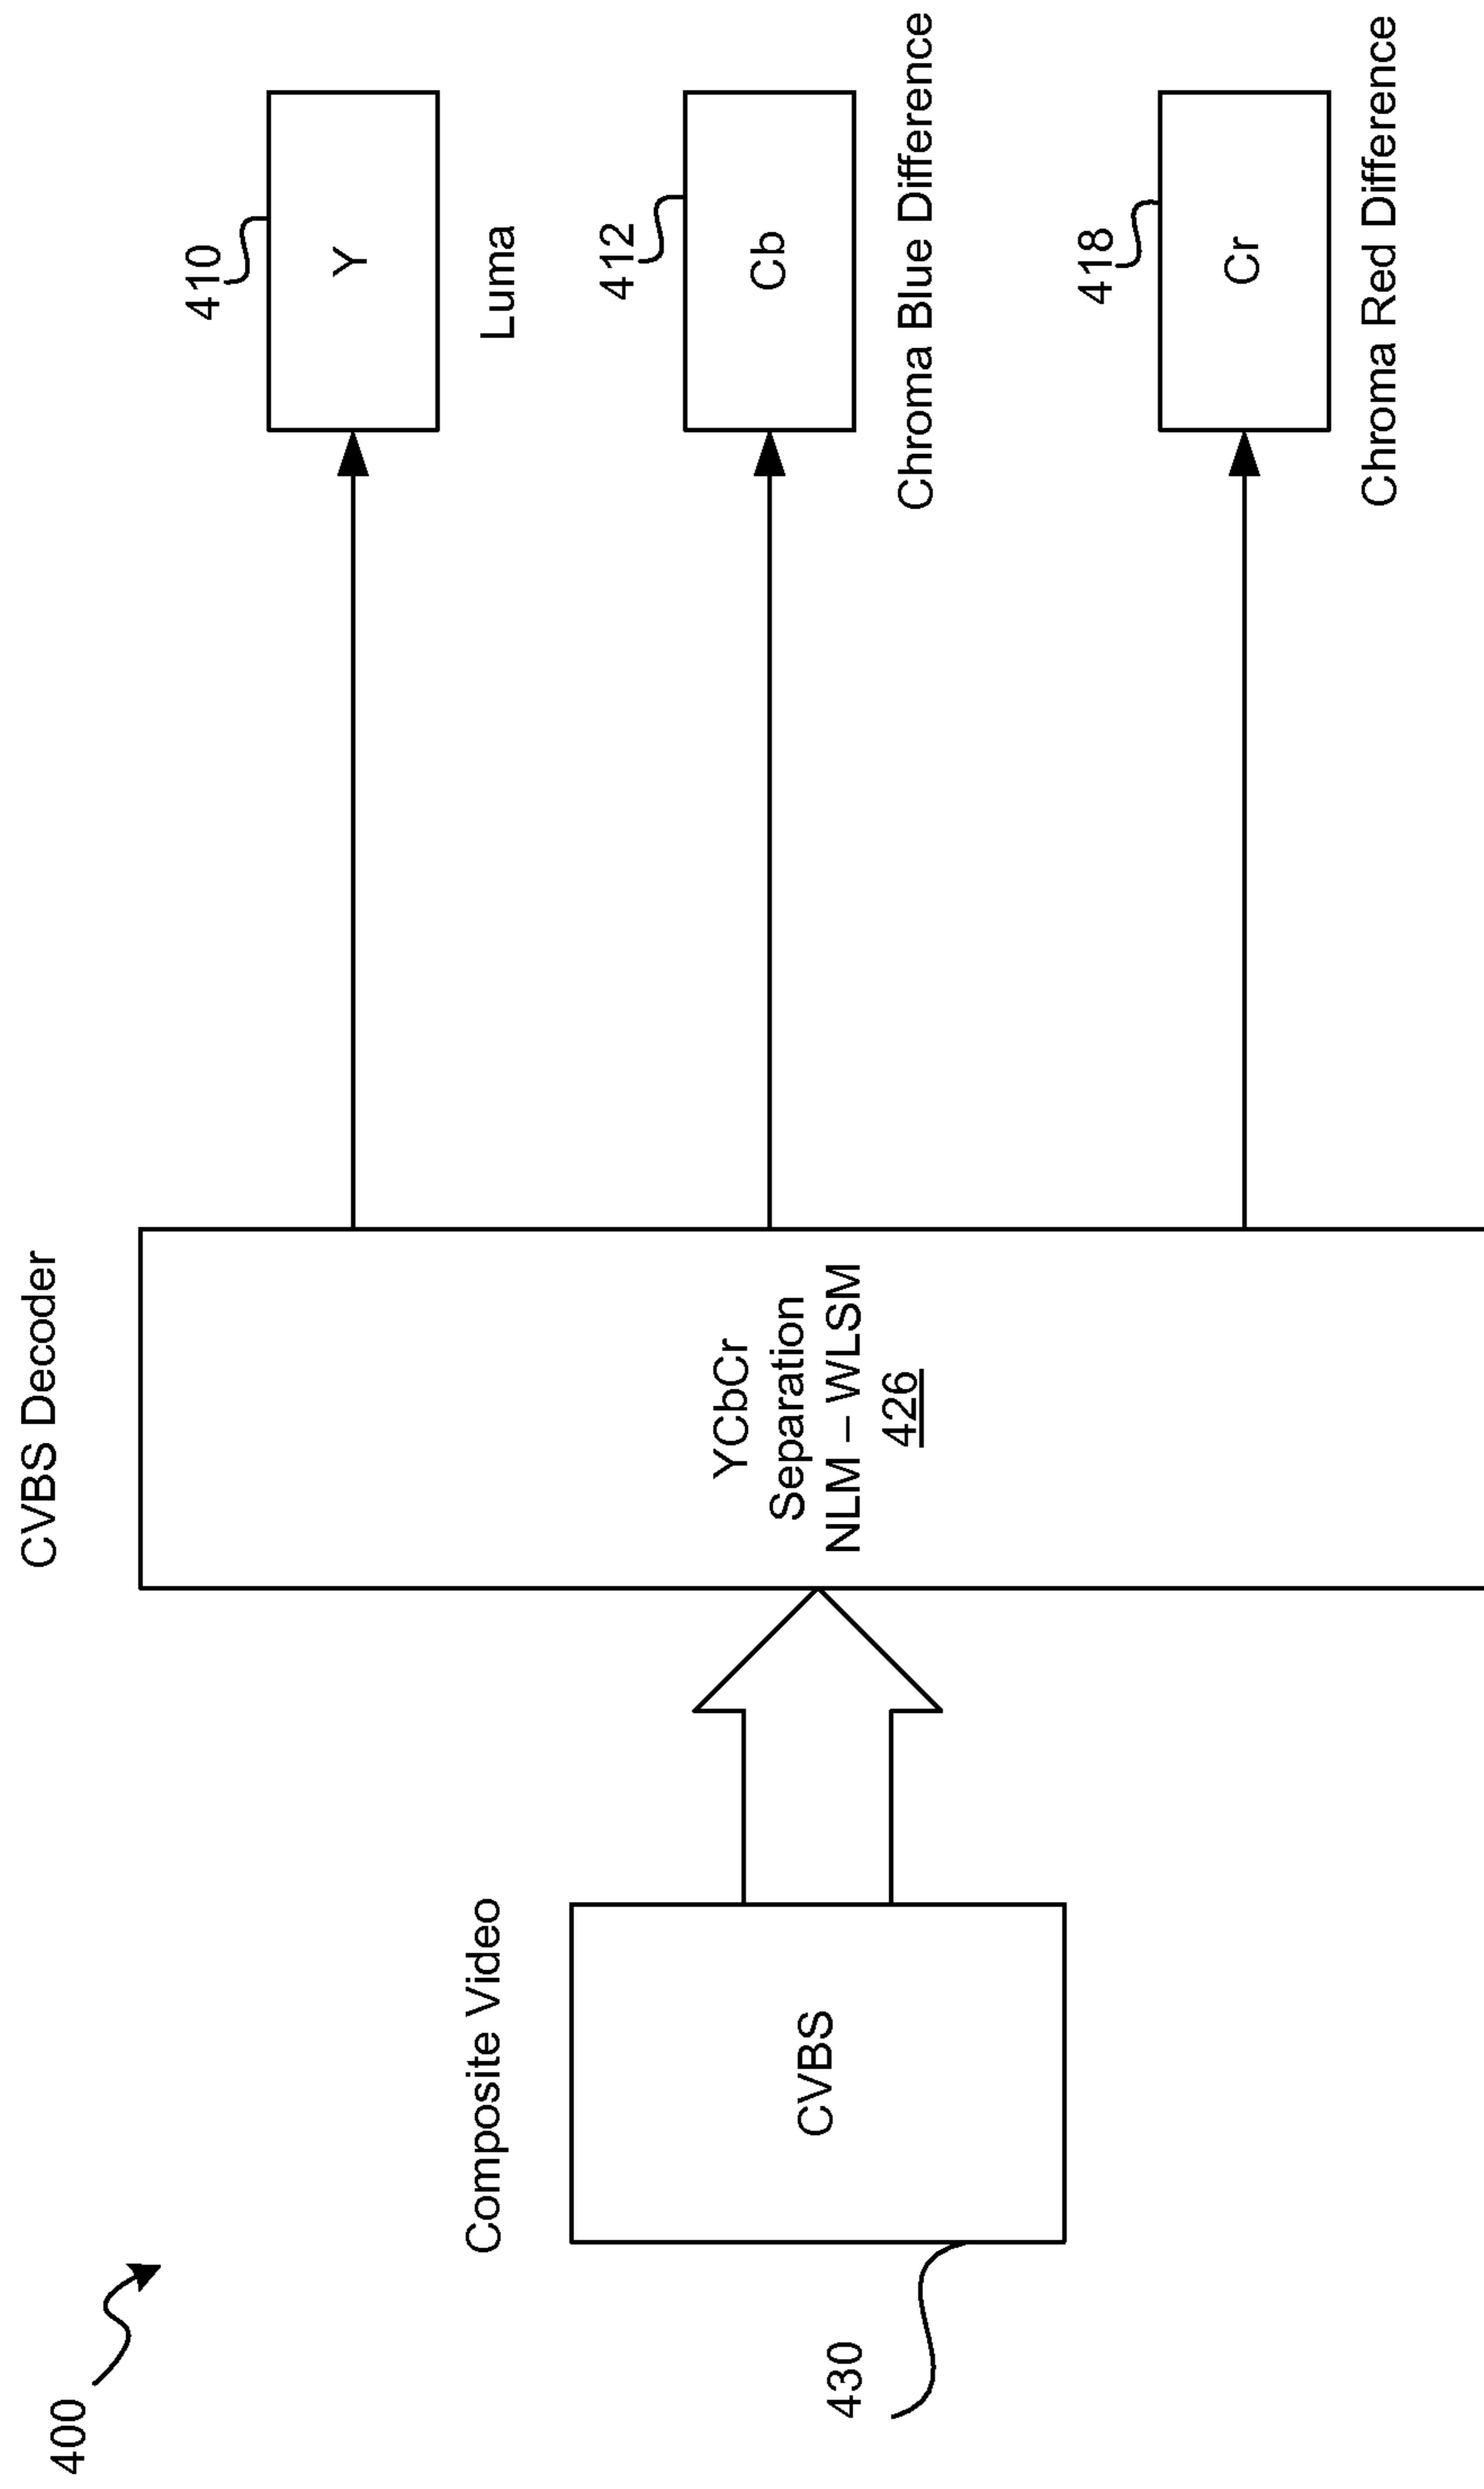 400
CVBS Decoder
Composite Video
CVBS
430
YCbCr
Separation
NLM – WLSM
426
410
Y
Luma
412
Cb
Chroma Blue Difference
418
Cr
Chroma Red Difference